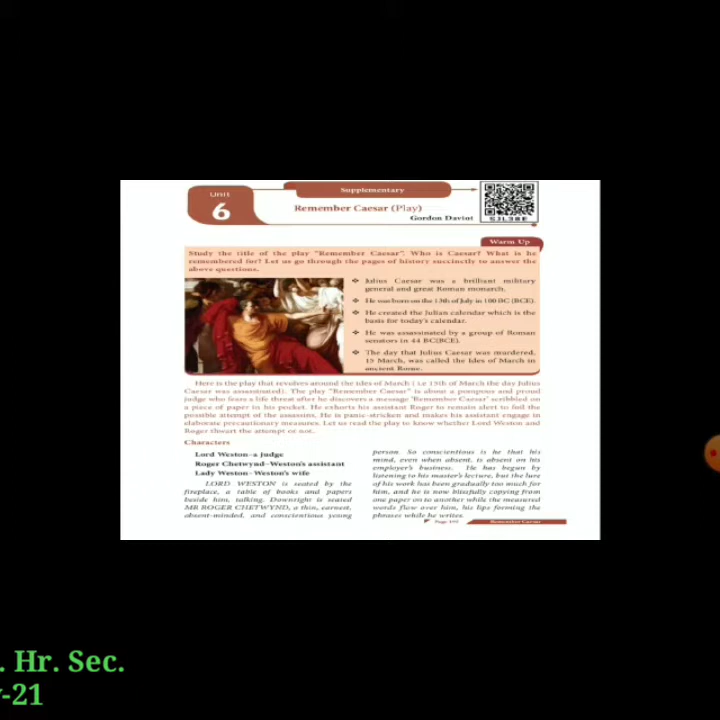 Unit
6
Supplementary
Remember Caesar (Play)
Gordon Daviot
SJL3BE
Warm Up
Study the title of the play "Remember Caesar". Who is Caesar? What is he
remembered for? Let us go through the pages of history succinctly to answer the
above questions.
❖ Julius Caesar was a brilliant military
general and great Roman monarch.
❖ He was born on the 13th of July in 100 BC (BCE).
❖ He created the Julian calendar which is the
basis for today's calendar.
❖ He was assassinated by a group of Roman
senators in 44 BC(BCE).
❖ The day that Julius Caesar was murdered,
15 March, was called the Ides of March in
ancient Rome.
Here is the play that revolves around the ides of March ( i.e 15th of March the day Julius
Caesar was assassinated). The play "Remember Caesar" is about a pompous and proud
judge who fears a life threat after he discovers a message 'Remember Caesar' scribbled on
a piece of paper in his pocket. He exhorts his assistant Roger to remain alert to foil the
possible attempt of the assassins. He is panic-stricken and makes his assistant engage in
elaborate precautionary measures. Let us read the play to know whether Lord Weston and
Roger thwart the attempt or not.
Characters
Lord Weston–a Judge
Roger Chetwynd–Weston's assistant
Lady Weston–Weston's wife
LORD WESTON is seated by the
fireplace, a table of books and papers
beside him, talking. Downright is seated
MR ROGER CHETWYND, a thin, earnest,
absent-minded, and conscientious young
person. So conscientious is he that his
mind, even when absent, is absent on his
employer's business. He has begun by
listening to his master's lecture, but the lure
of his work has been gradually too much for
him, and he is now blissfully copying from
one paper on to another while the measured
words flow over him, his lips forming the
phrases while he writes.
Remember Caesar
. Hr. Sec.
-21